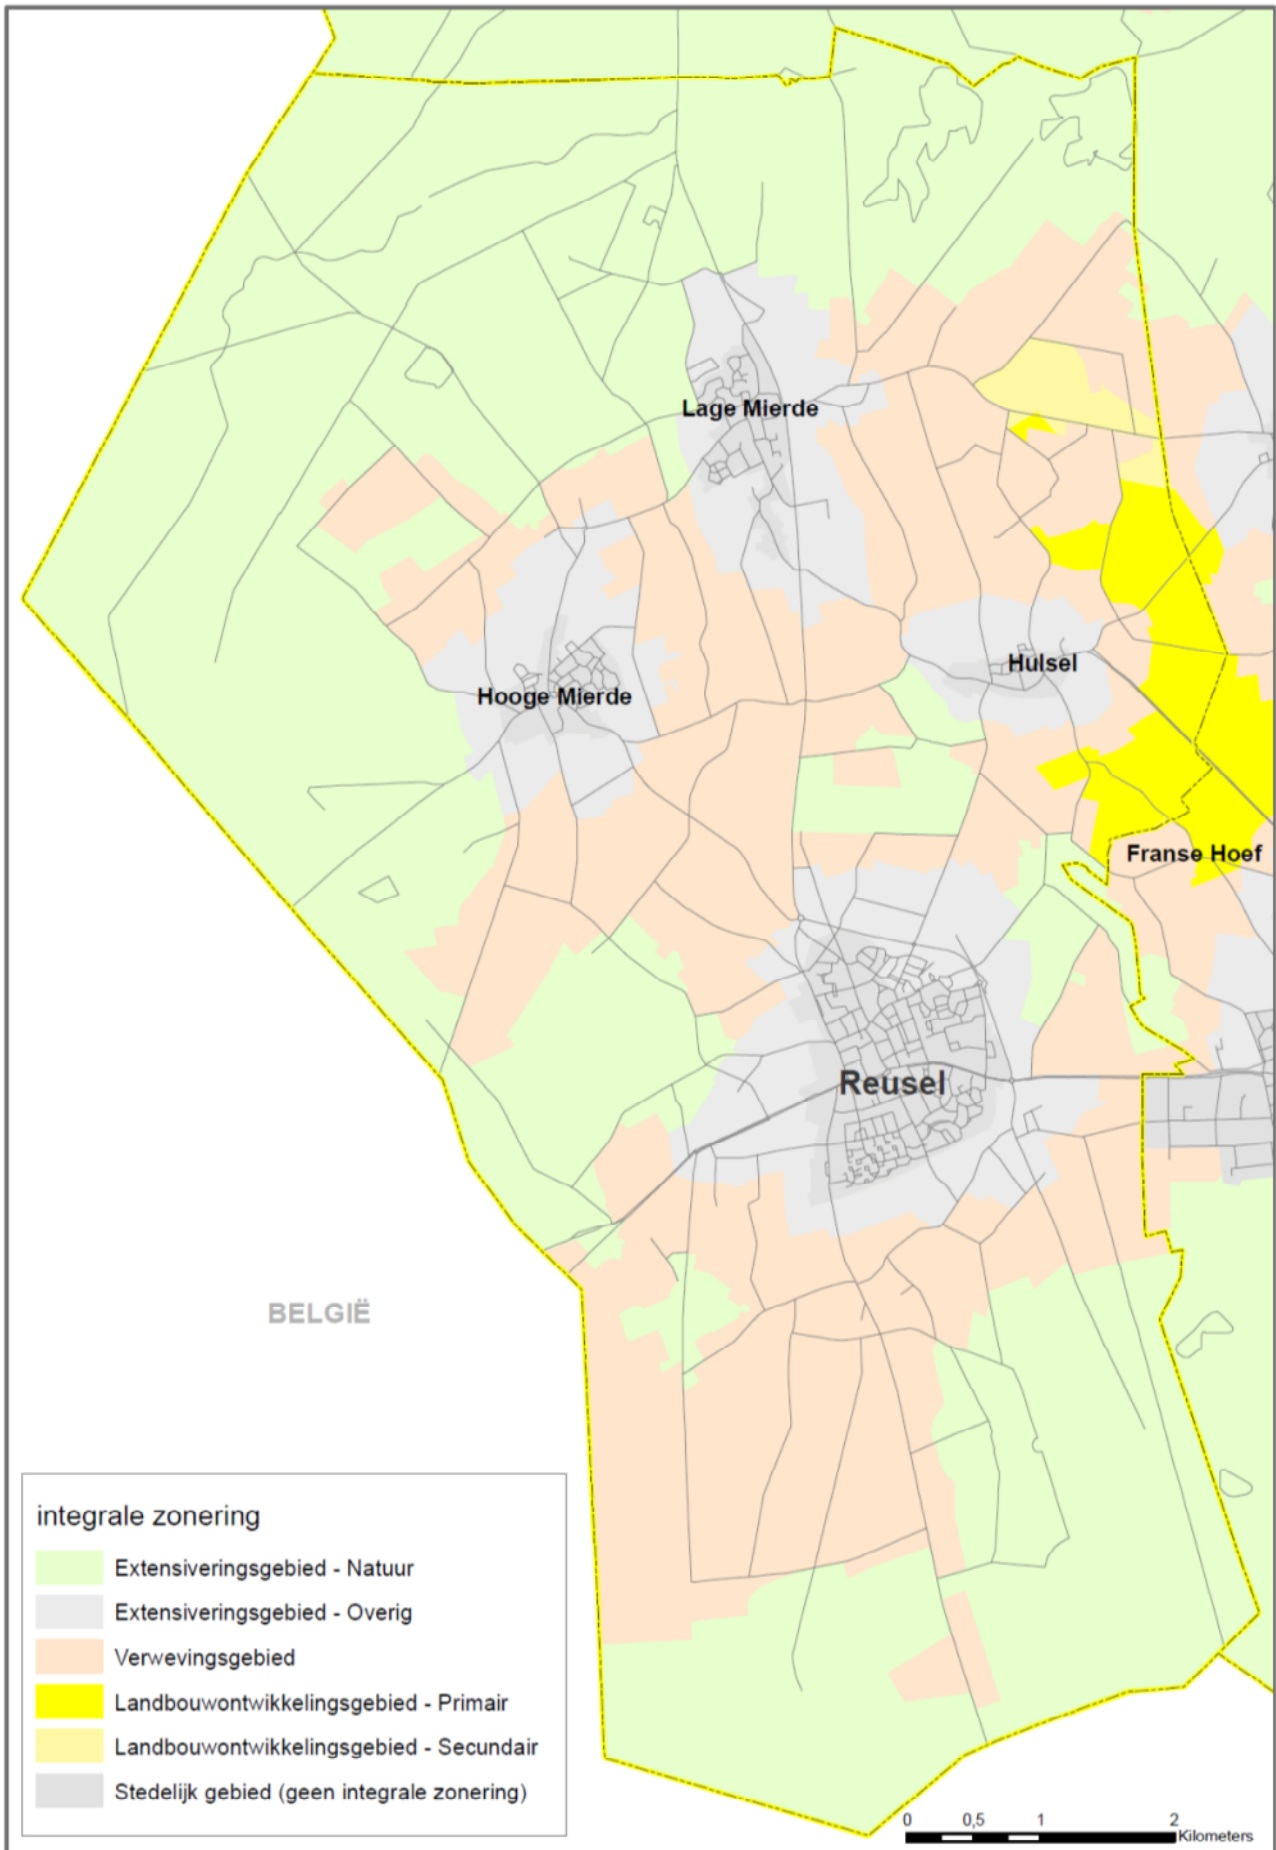 Lage Mierde
Hulsel
Hooge Mierde
Franse Hoef
Reusel
BELGIË
integrale zonering
Extensiveringsgebied - Natuur
Extensiveringsgebied - Overig
Verwevingsgebied
Landbouwontwikkelingsgebied - Primair
Landbouwontwikkelingsgebied - Secundair
Stedelijk gebied (geen integrale zonering)
0 0,5 1 2
Kilometers